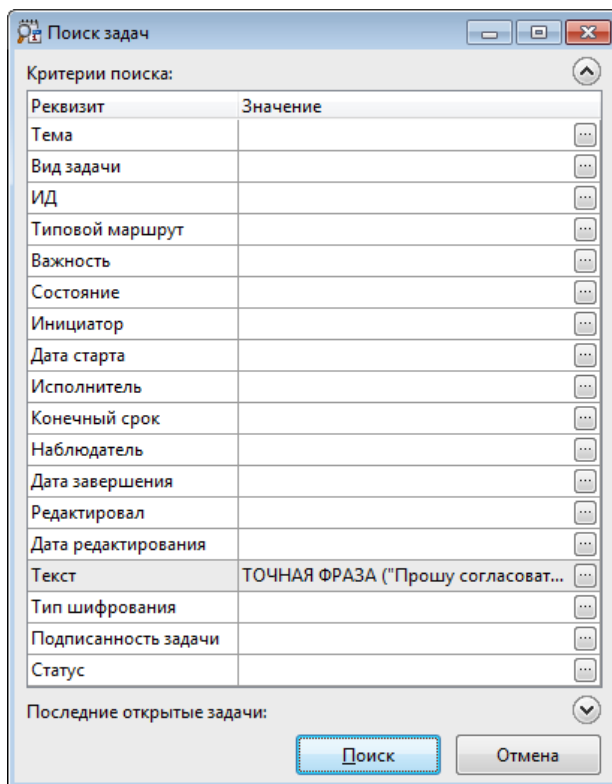 Поиск задач
Критерии поиска:
Реквизит Значение
Тема
Вид задачи
ИД
Типовой маршрут
Важность
Состояние
Инициатор
Дата старта
Исполнитель
Конечный срок
Наблюдатель
Дата завершения
Редактировал
Дата редактирования
Текст ТОЧНАЯ ФРАЗА ("Прошу согласоват...
Тип шифрования
Подписанность задачи
Статус
Последние открытые задачи:
Поиск Отмена